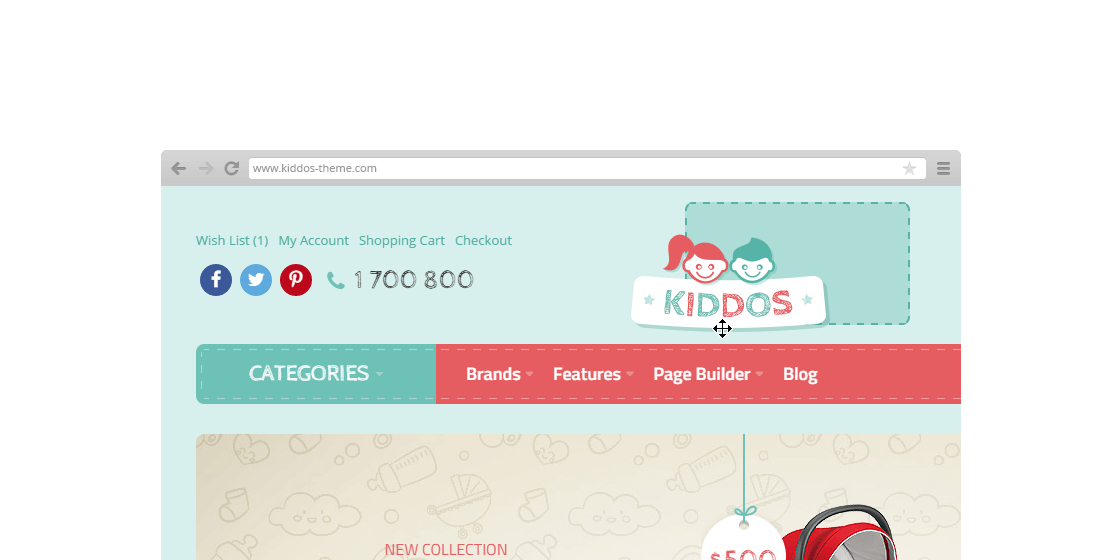 www.kiddos-theme.com
Wish List (1) My Account Shopping Cart Checkout
1 700 800
KIDDOS
CATEGORIES Brands Features Page Builder Blog
$500
NEW COLLECTION